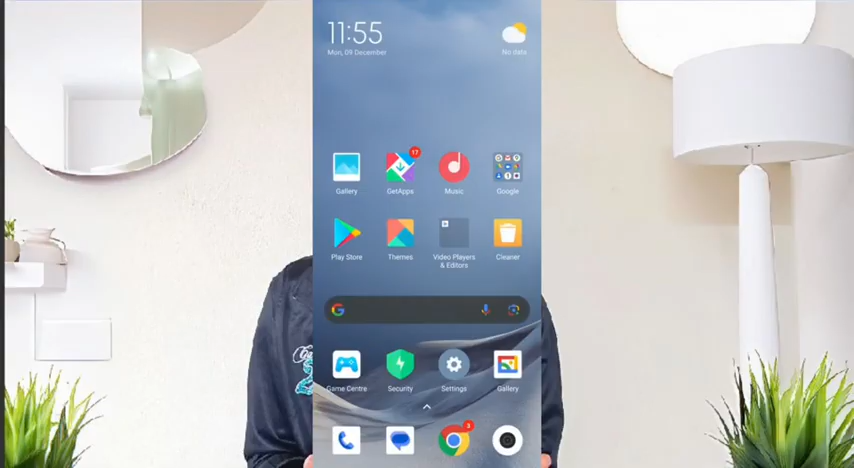 11:55
Mon, 09 December
No data
17
Gallery
GetApps
Music
Google
Play Store
Themes
Video Players
& Editors
Cleaner
Game Centre
Security
Settings
Gallery
3